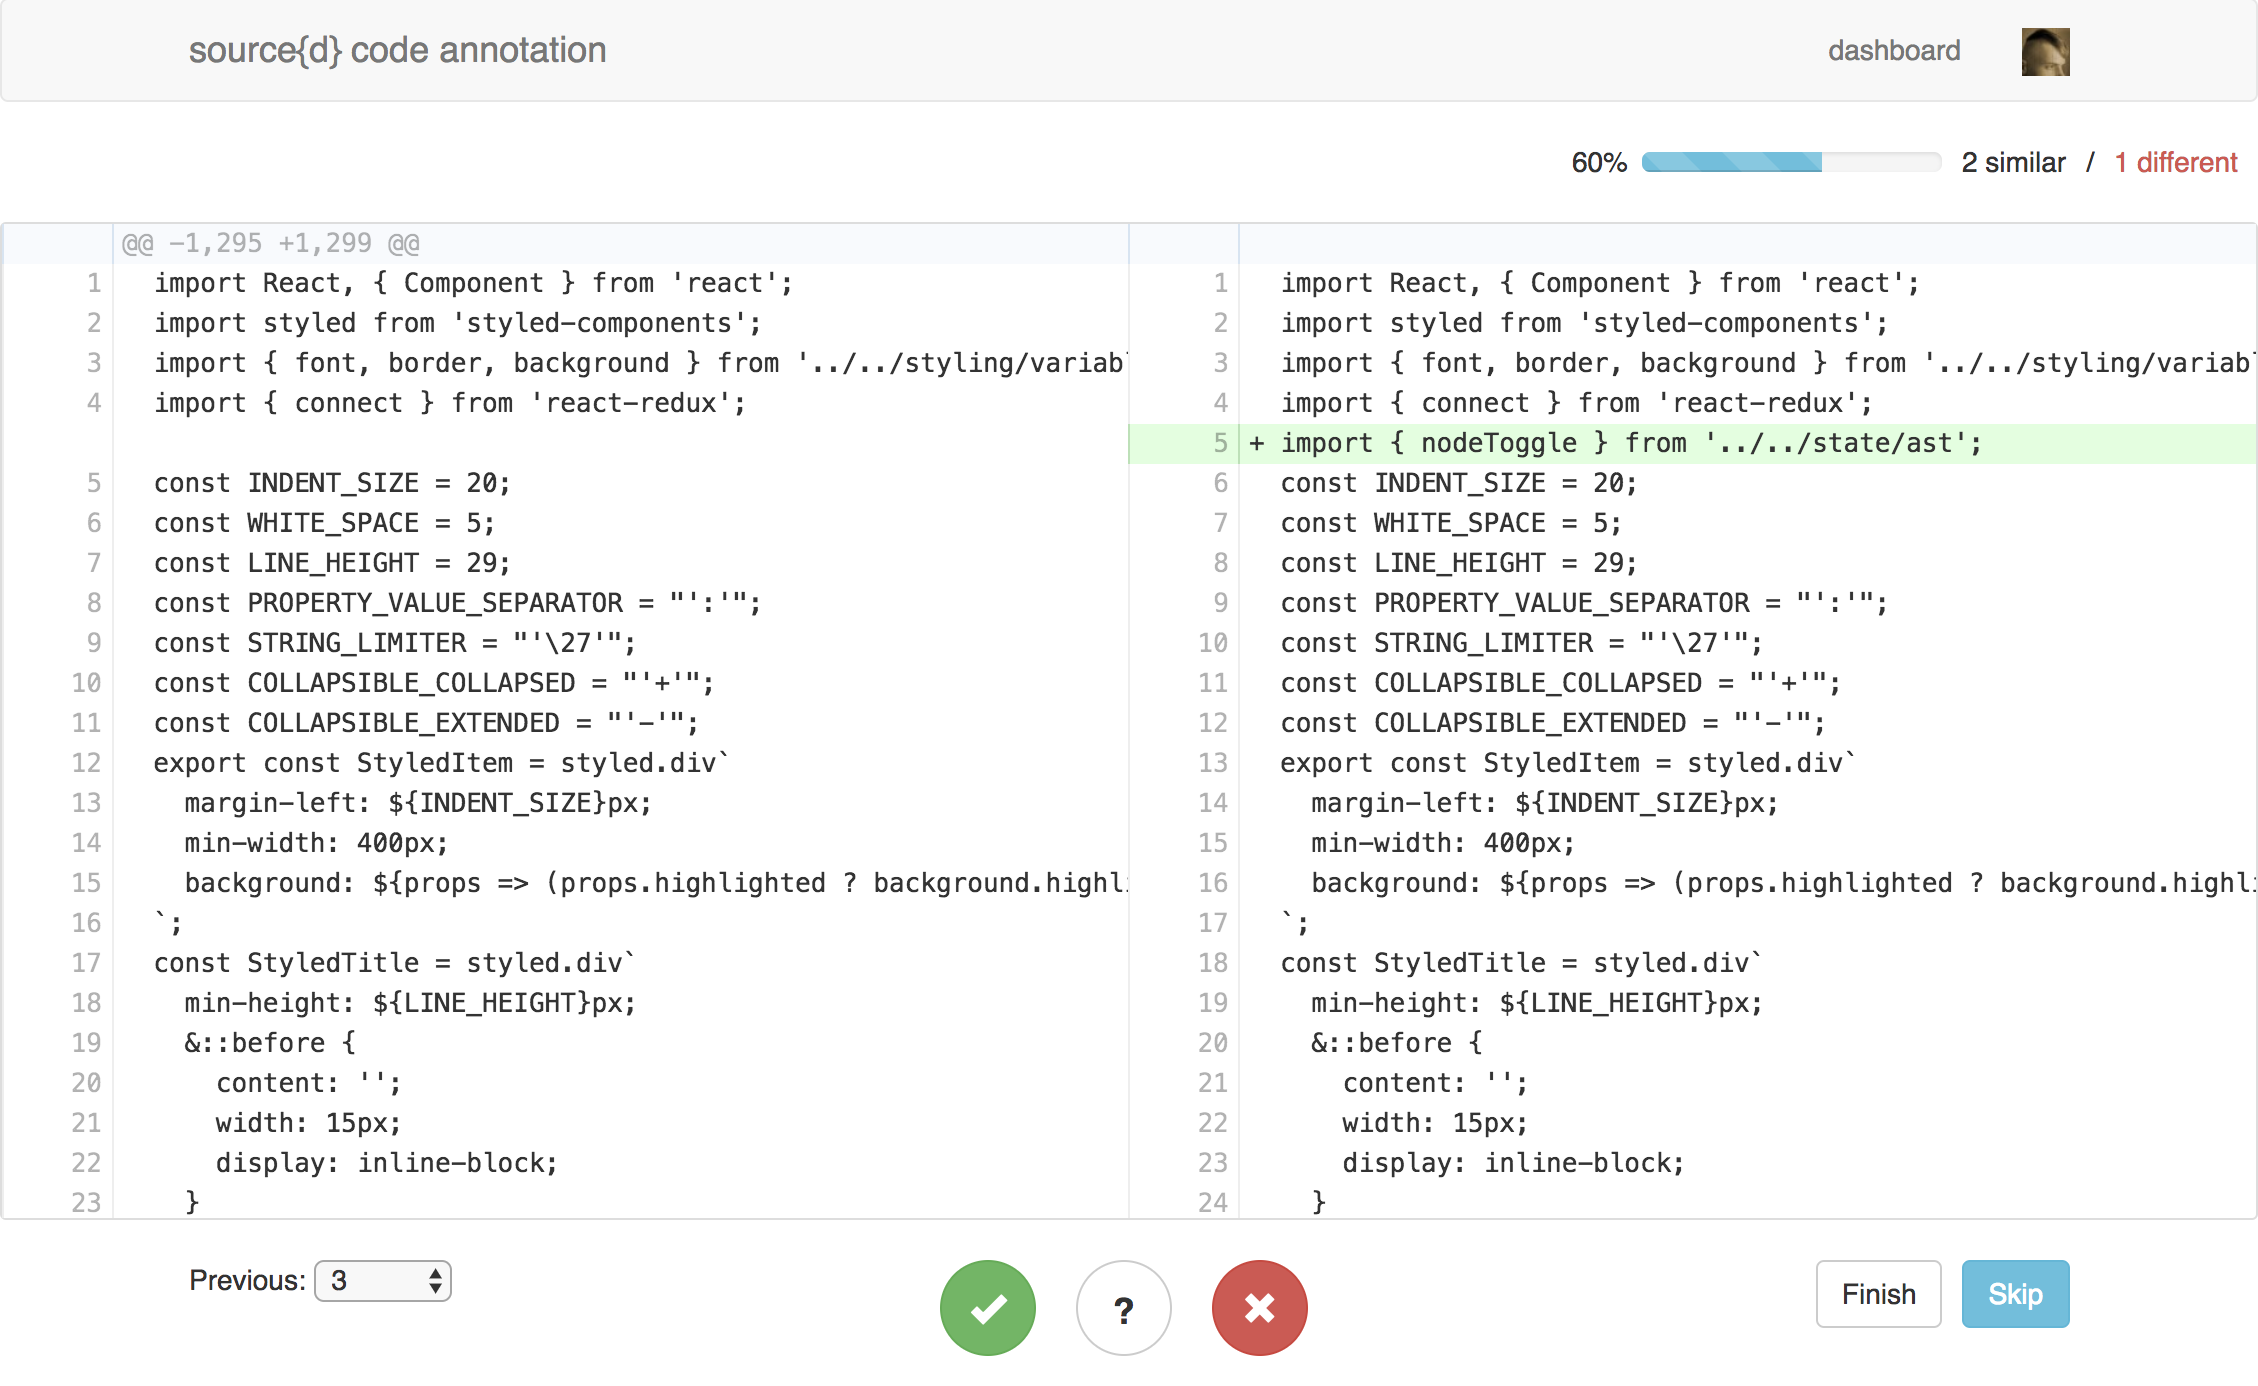 source{d} code annotation
dashboard
60%
2 similar / 1 different
@@ -1,295 +1,299 @@
1 import React, { Component } from 'react';
2 import styled from 'styled-components';
3 import { font, border, background } from '../../styling/variab
4 import { connect } from 'react-redux';
5 const INDENT_SIZE = 20;
6 const WHITE_SPACE = 5;
7 const LINE_HEIGHT = 29;
8 const PROPERTY_VALUE_SEPARATOR = "':'";
9 const STRING_LIMITER = "'\27'";
10 const COLLAPSIBLE_COLLAPSED = "'+'";
11 const COLLAPSIBLE_EXTENDED = "'-'";
12 export const StyledItem = styled.div`
13 margin-left: ${INDENT_SIZE}px;
14 min-width: 400px;
15 background: ${props => (props.highlighted ? background.highl
16 `;
17 const StyledTitle = styled.div`
18 min-height: ${LINE_HEIGHT}px;
19 &::before {
20 content: '';
21 width: 15px;
22 display: inline-block;
23 }
1 import React, { Component } from 'react';
2 import styled from 'styled-components';
3 import { font, border, background } from '../../styling/variab
4 import { connect } from 'react-redux';
5 + import { nodeToggle } from '../../state/ast';
6 const INDENT_SIZE = 20;
7 const WHITE_SPACE = 5;
8 const LINE_HEIGHT = 29;
9 const PROPERTY_VALUE_SEPARATOR = "':'";
10 const STRING_LIMITER = "'\27'";
11 const COLLAPSIBLE_COLLAPSED = "'+'";
12 const COLLAPSIBLE_EXTENDED = "'-'";
13 export const StyledItem = styled.div`
14 margin-left: ${INDENT_SIZE}px;
15 min-width: 400px;
16 background: ${props => (props.highlighted ? background.highl
17 `;
18 const StyledTitle = styled.div`
19 min-height: ${LINE_HEIGHT}px;
20 &::before {
21 content: '';
22 width: 15px;
23 display: inline-block;
24 }
Previous: 3
?
Finish
Skip